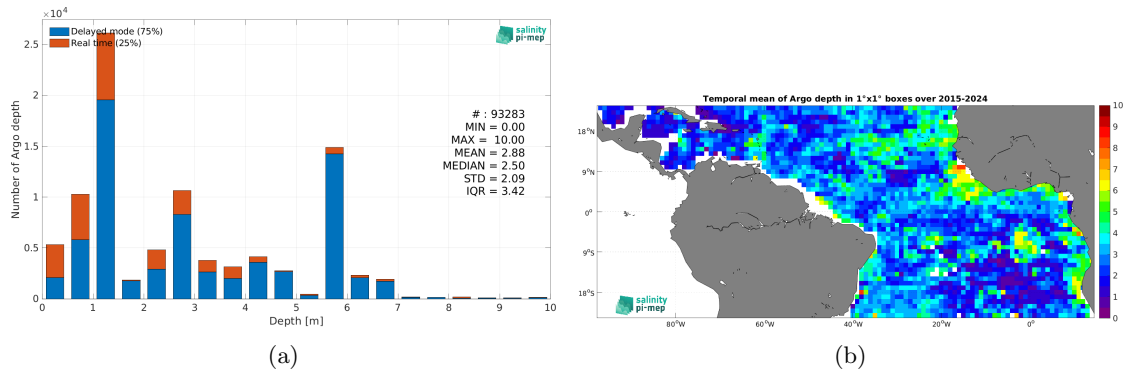 ×10⁴
Delayed mode (75%)
Real time (25%)
salinity
pi-mep
# : 93283
MIN = 0.00
MAX = 10.00
MEAN = 2.88
MEDIAN = 2.50
STD = 2.09
IQR = 3.42
Number of Argo depth
2.5
2
1.5
1
0.5
0
0 1 2 3 4 5 6 7 8 9 10
Depth [m]
(a)
Temporal mean of Argo depth in 1°x1° boxes over 2015-2024
18°N
9°N
0°
9°S
18°S
80°W 60°W 40°W 20°W 0°
10
9
8
7
6
5
4
3
2
1
0
salinity
pi-mep
(b)